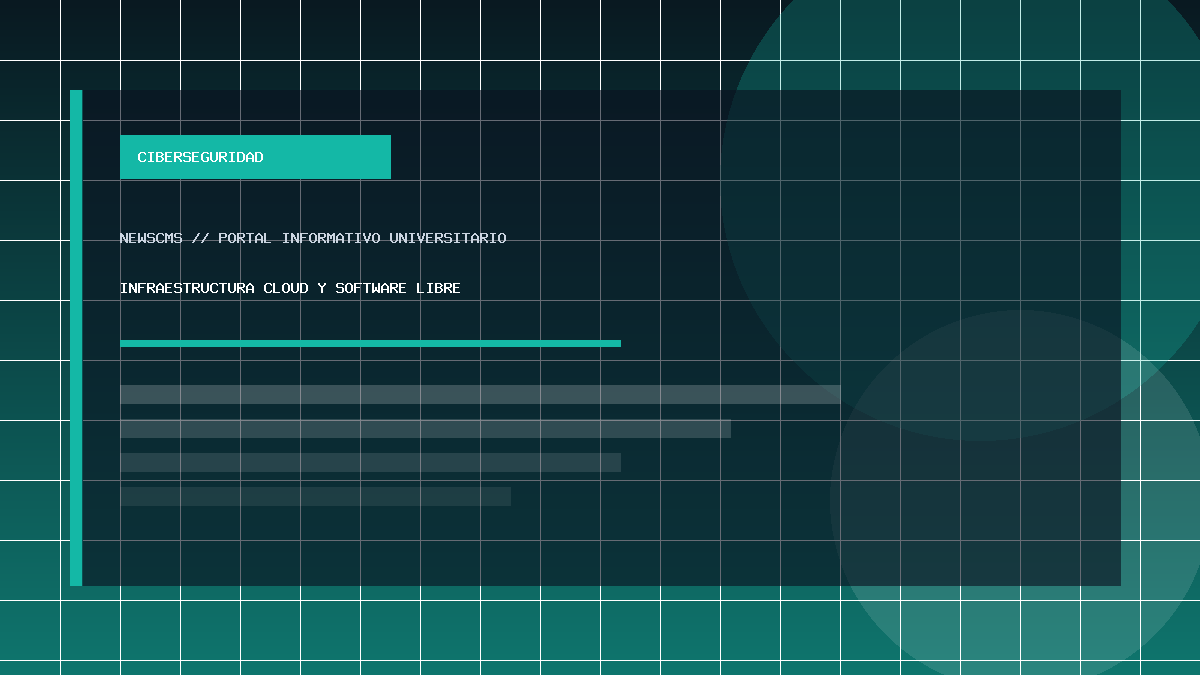 CIBERSEGURIDAD
NEWSCMS // PORTAL INFORMATIVO UNIVERSITARIO
INFRAESTRUCTURA CLOUD Y SOFTWARE LIBRE